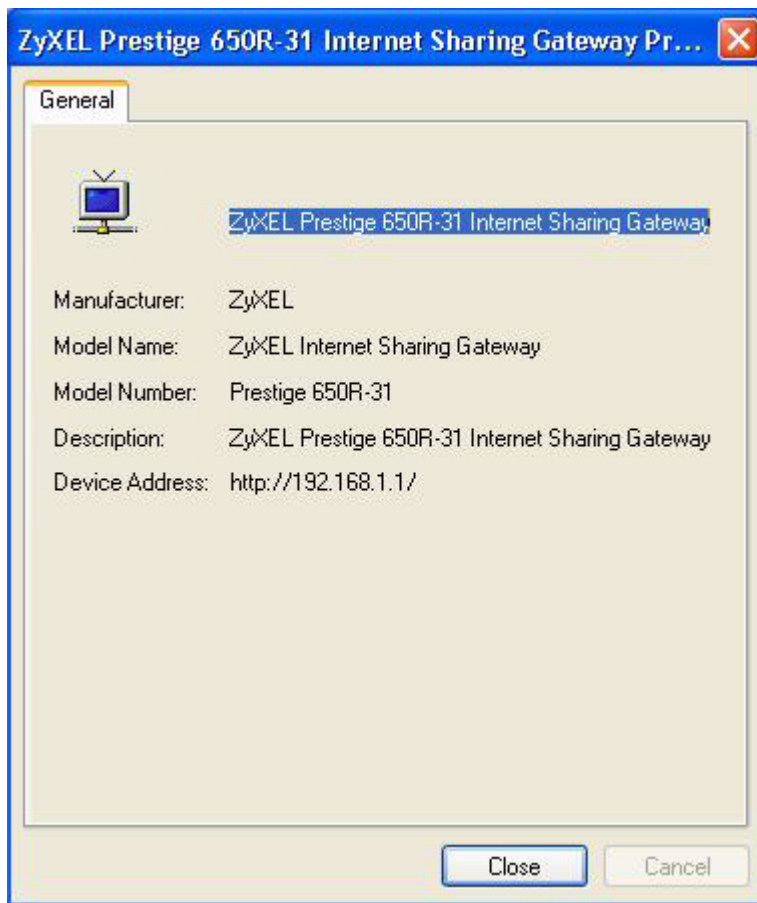 ZyXEL Prestige 650R-31 Internet Sharing Gateway Pr...
General
ZyXEL Prestige 650R-31 Internet Sharing Gateway
Manufacturer: ZyXEL
Model Name: ZyXEL Internet Sharing Gateway
Model Number: Prestige 650R-31
Description: ZyXEL Prestige 650R-31 Internet Sharing Gateway
Device Address: http://192.168.1.1/
Close Cancel